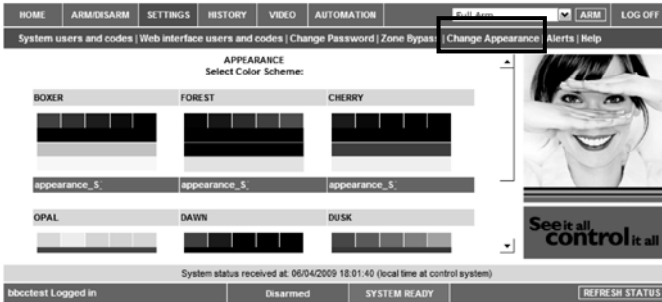 HOME ARM/DISARM SETTINGS HISTORY VIDEO AUTOMATION Full Arm ARM LOG OFF
System users and codes | Web interface users and codes | Change Password | Zone Bypass | Change Appearance | Alerts | Help
APPEARANCE
Select Color Scheme:
BOXER FOREST CHERRY
appearance_S appearance_S appearance_S
OPAL DAWN DUSK
See it all
control it all
System status received at: 06/04/2009 18:01:40 (local time at control system)
bbcctest Logged in Disarmed SYSTEM READY REFRESH STATUS